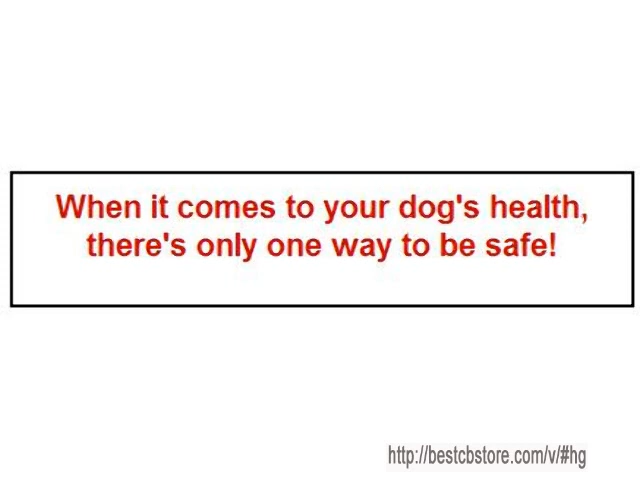 When it comes to your dog's health,
there's only one way to be safe!
http://bestcbstore.com/v/#hg